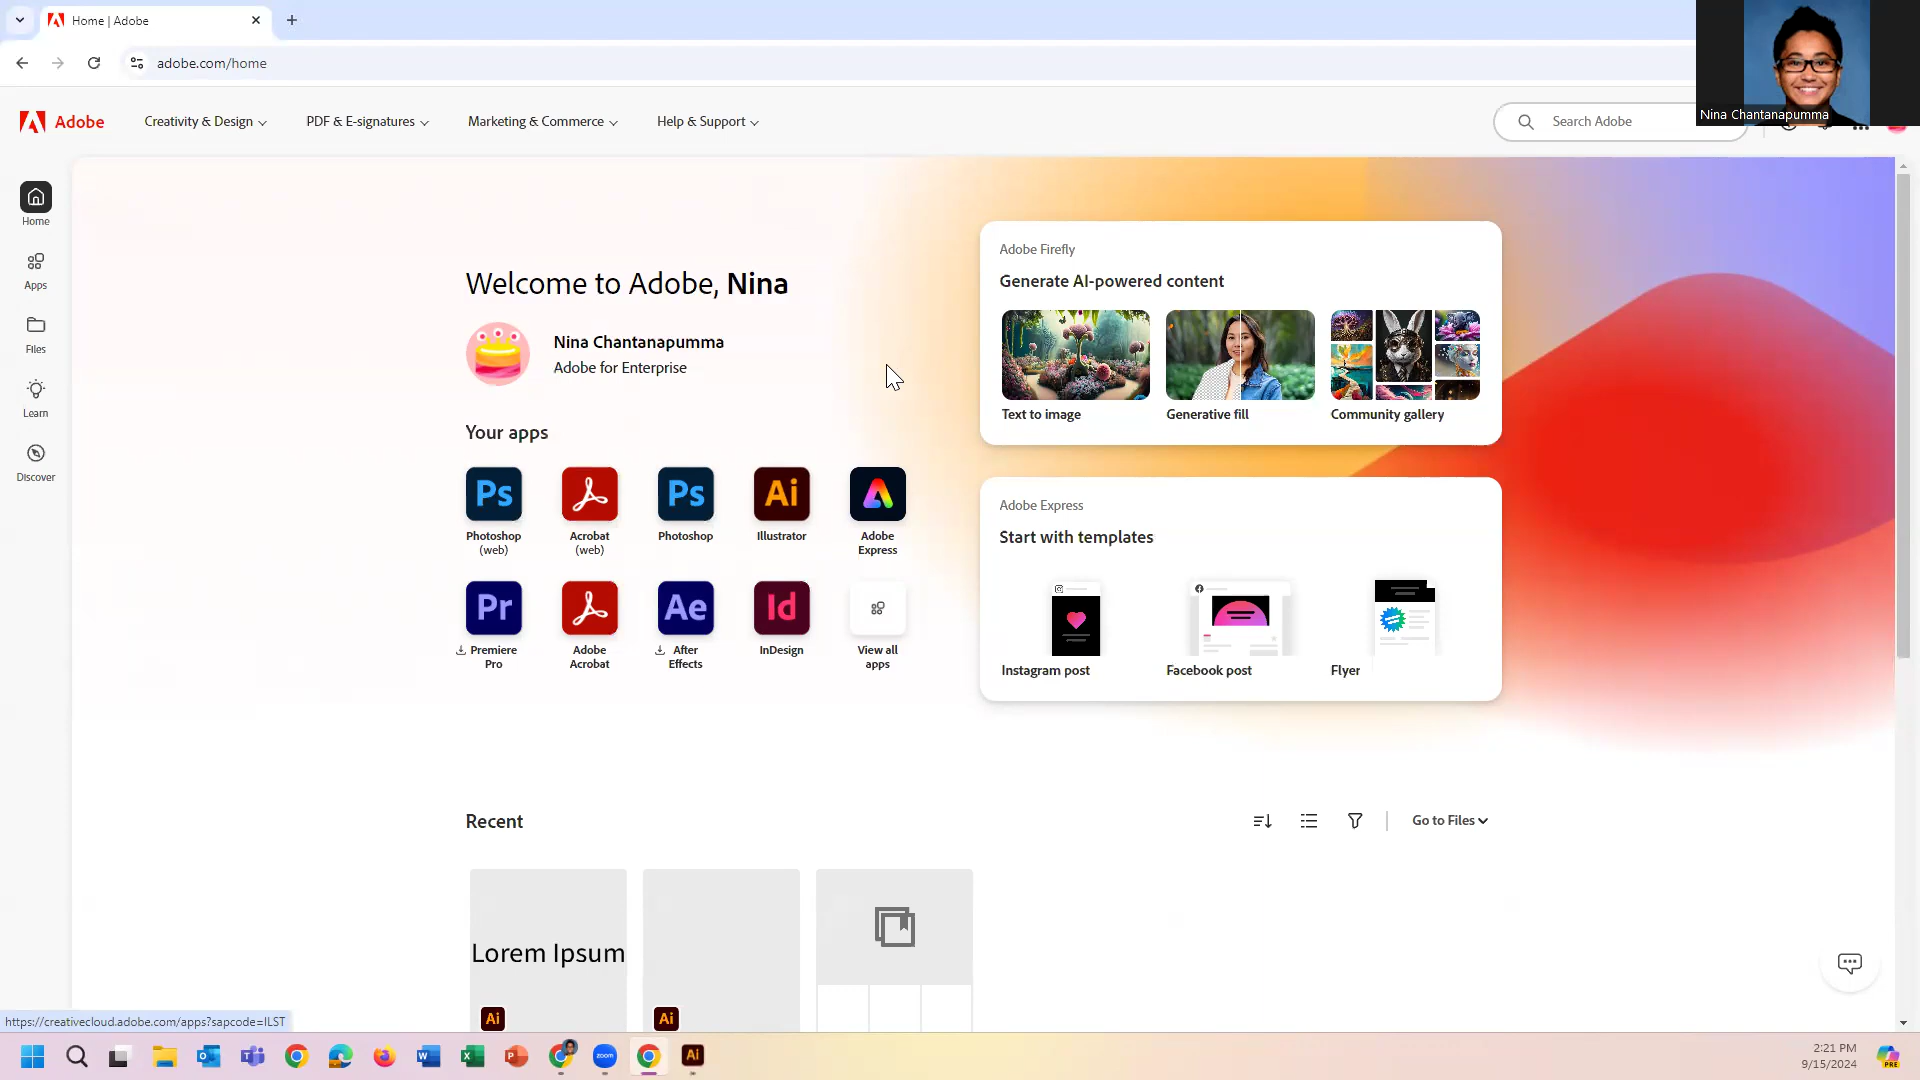 Home | Adobe
adobe.com/home
Nina Chantanapumma
Adobe
Creativity & Design
PDF & E-signatures
Marketing & Commerce
Help & Support
Search Adobe
Home
Apps
Files
Learn
Discover
Welcome to Adobe, Nina
Nina Chantanapumma
Adobe for Enterprise
Your apps
Ps
Photoshop
(web)
Acrobat
(web)
Ps
Photoshop
Ai
Illustrator
Adobe
Express
Pr
Premiere
Pro
Adobe
Acrobat
Ae
After
Effects
Id
InDesign
View all
apps
Adobe Firefly
Generate AI-powered content
Text to image
Generative fill
Community gallery
Adobe Express
Start with templates
Instagram post
Facebook post
Flyer
Recent
Go to Files
Lorem Ipsum
Ai
Ai
https://creativecloud.adobe.com/apps?sapcode=ILST
zoom
Ai
2:21 PM
9/15/2024
PRE